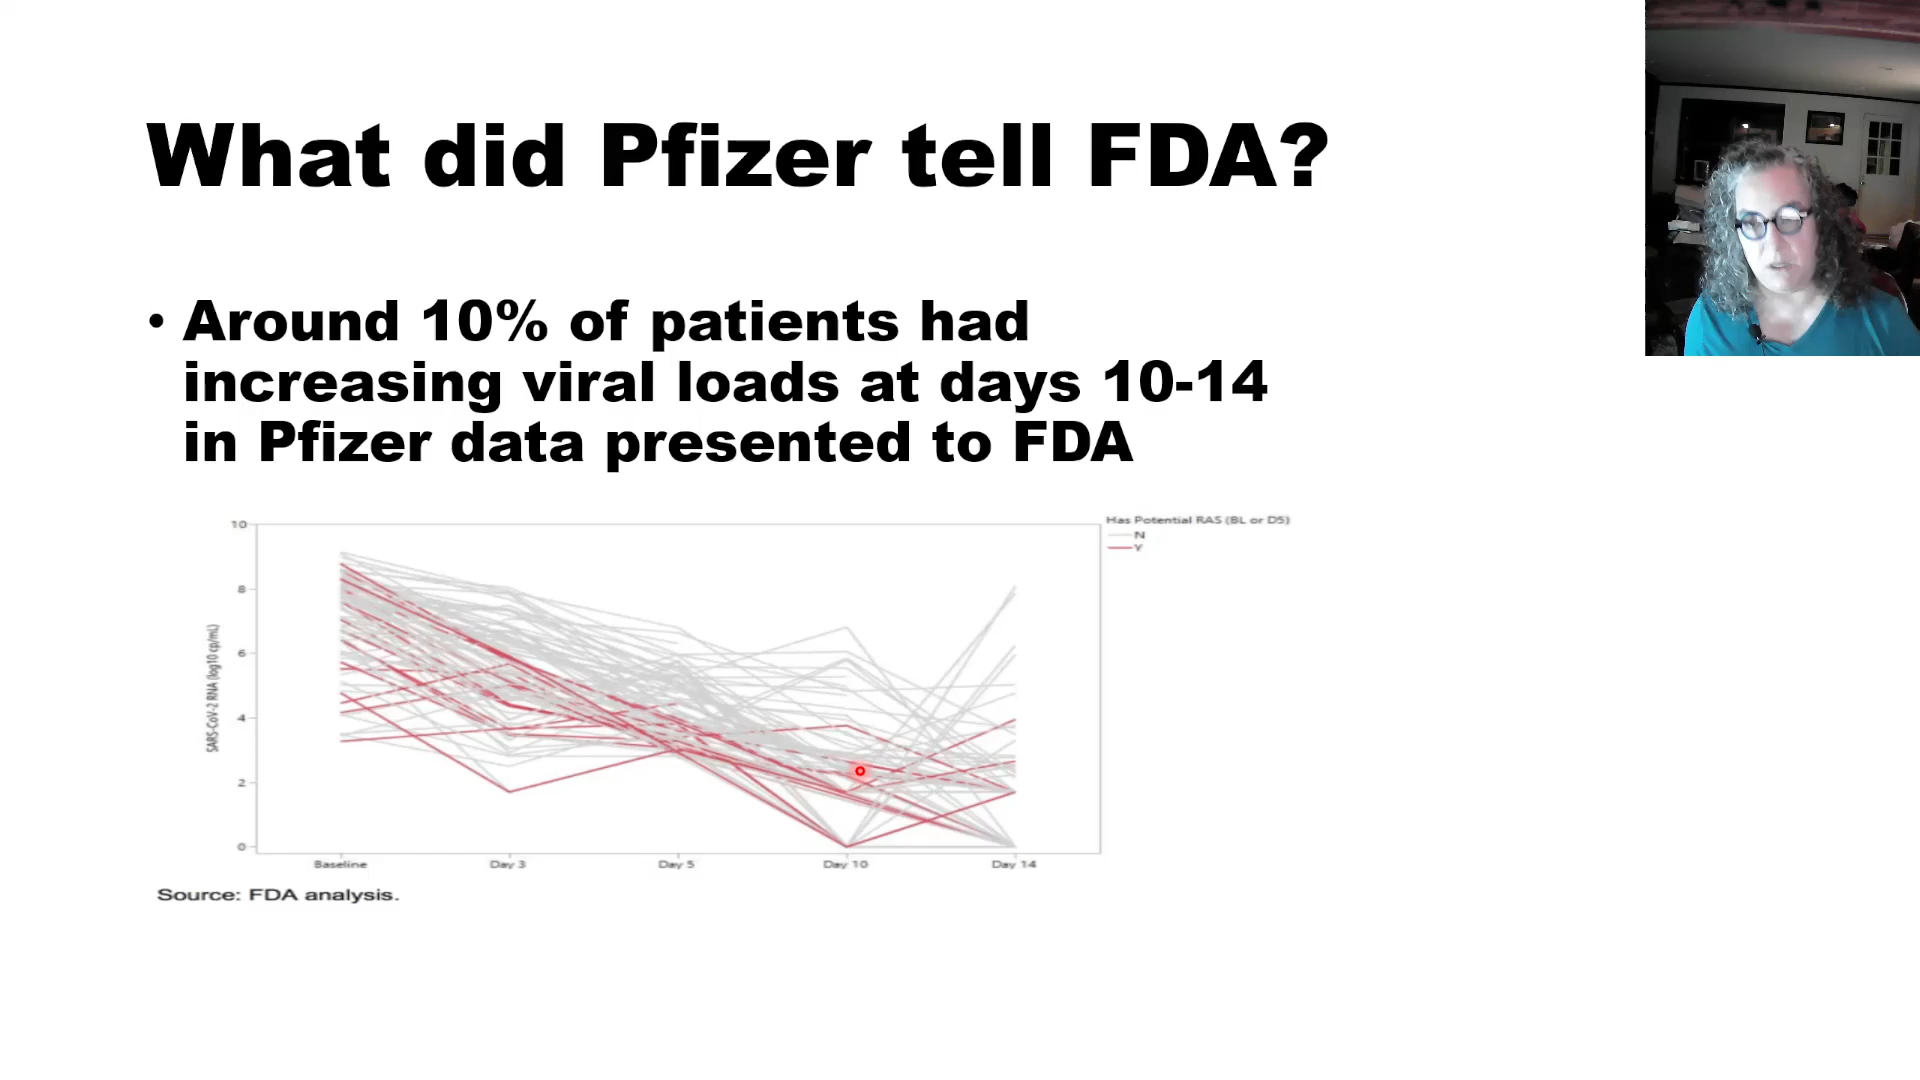 What did Pfizer tell FDA?
• Around 10% of patients had
increasing viral loads at days 10-14
in Pfizer data presented to FDA
Has Potential RAS (BL or D5)
N
Y
SARS-CoV-2 RNA (log10 cp/mL)
10
8
6
4
2
0
Baseline
Day 3
Day 5
Day 10
Day 14
Source: FDA analysis.